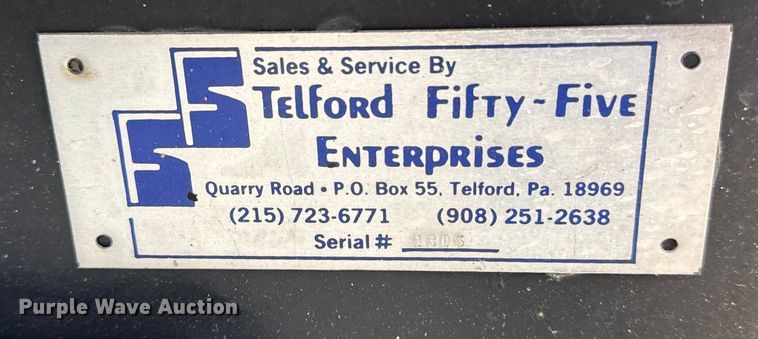 Sales & Service By
Telford Fifty-Five
Enterprises
Quarry Road • P.O. Box 55, Telford, Pa. 18969
(215) 723-6771 (908) 251-2638
Serial #
Purple Wave Auction